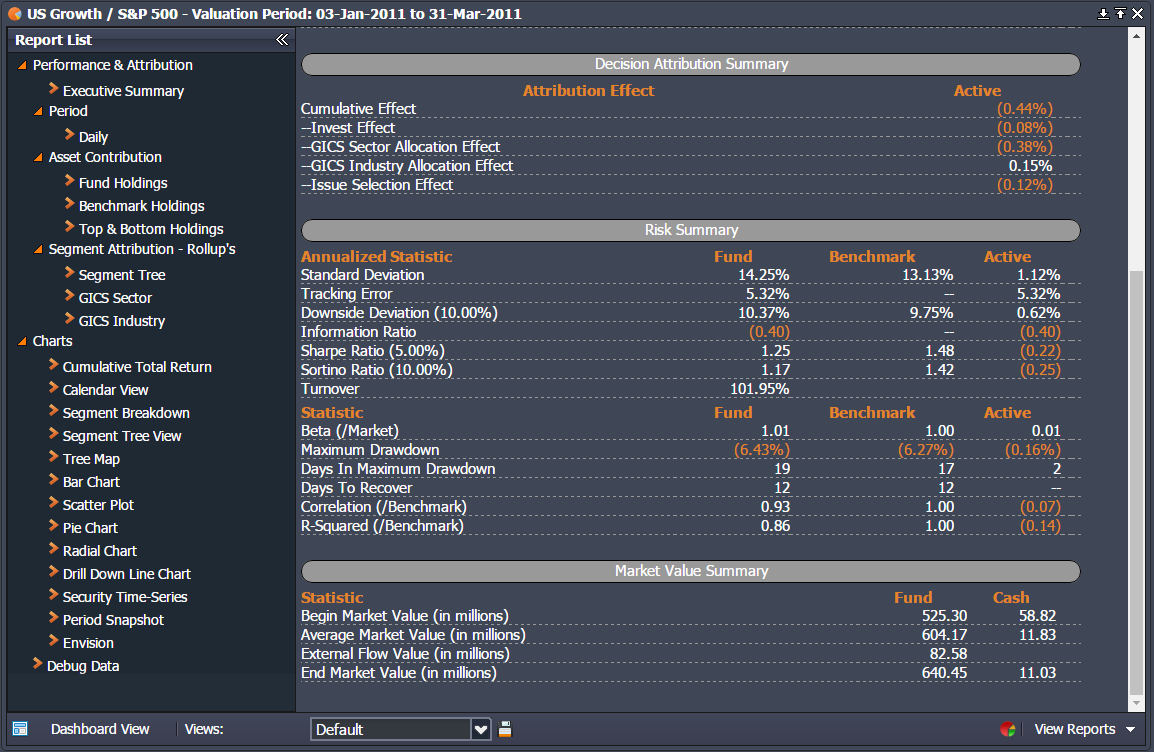 US Growth / S&P 500 - Valuation Period: 03-Jan-2011 to 31-Mar-2011
Report List
Performance & Attribution
Executive Summary
Period
Daily
Asset Contribution
Fund Holdings
Benchmark Holdings
Top & Bottom Holdings
Segment Attribution - Rollup's
Segment Tree
GICS Sector
GICS Industry
Charts
Cumulative Total Return
Calendar View
Segment Breakdown
Segment Tree View
Tree Map
Bar Chart
Scatter Plot
Pie Chart
Radial Chart
Drill Down Line Chart
Security Time-Series
Period Snapshot
Envision
Debug Data
Decision Attribution Summary
Attribution Effect Active
Cumulative Effect (0.44%)
--Invest Effect (0.08%)
--GICS Sector Allocation Effect (0.38%)
--GICS Industry Allocation Effect 0.15%
--Issue Selection Effect (0.12%)
Risk Summary
Annualized Statistic Fund Benchmark Active
Standard Deviation 14.25% 13.13% 1.12%
Tracking Error 5.32% -- 5.32%
Downside Deviation (10.00%) 10.37% 9.75% 0.62%
Information Ratio (0.40) -- (0.40)
Sharpe Ratio (5.00%) 1.25 1.48 (0.22)
Sortino Ratio (10.00%) 1.17 1.42 (0.25)
Turnover 101.95%
Statistic Fund Benchmark Active
Beta (/Market) 1.01 1.00 0.01
Maximum Drawdown (6.43%) (6.27%) (0.16%)
Days In Maximum Drawdown 19 17 2
Days To Recover 12 12 --
Correlation (/Benchmark) 0.93 1.00 (0.07)
R-Squared (/Benchmark) 0.86 1.00 (0.14)
Market Value Summary
Statistic Fund Cash
Begin Market Value (in millions) 525.30 58.82
Average Market Value (in millions) 604.17 11.83
External Flow Value (in millions) 82.58
End Market Value (in millions) 640.45 11.03
Dashboard View Views: Default View Reports